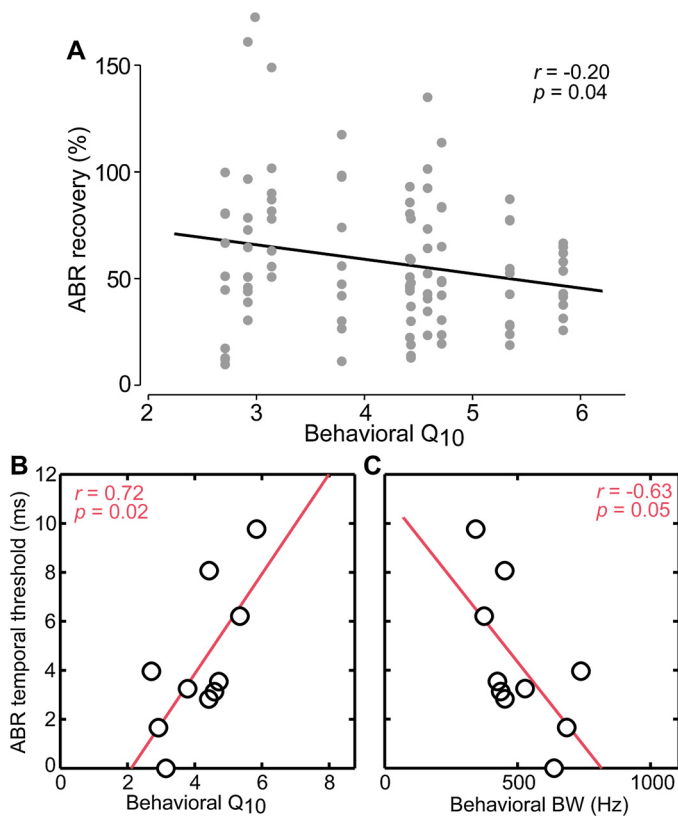 A
r = -0.20
p = 0.04
ABR recovery (%)
150
100
50
0
2 3 4 5 6
Behavioral Q10
B
r = 0.72
p = 0.02
ABR temporal threshold (ms)
12
10
8
6
4
2
0
0 2 4 6 8
Behavioral Q10
C
r = -0.63
p = 0.05
500 1000
Behavioral BW (Hz)